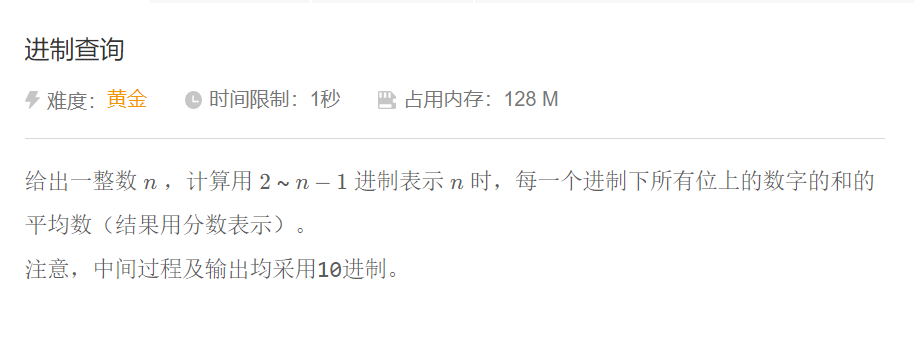 进制查询
难度：黄金 时间限制：1秒 占用内存：128 M
给出一整数 n ，计算用 2 ~ n − 1 进制表示 n 时，每一个进制下所有位上的数字的和的
平均数（结果用分数表示）。
注意，中间过程及输出均采用10进制。